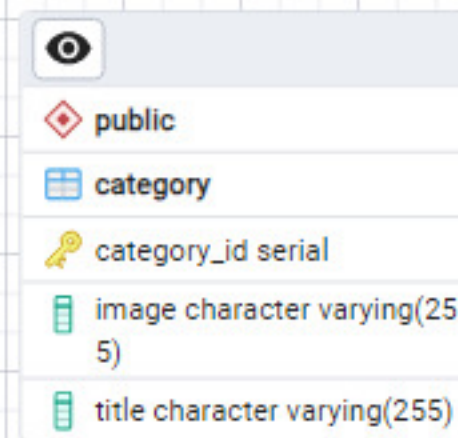 public
category
category_id serial
image character varying(25
5)
title character varying(255)